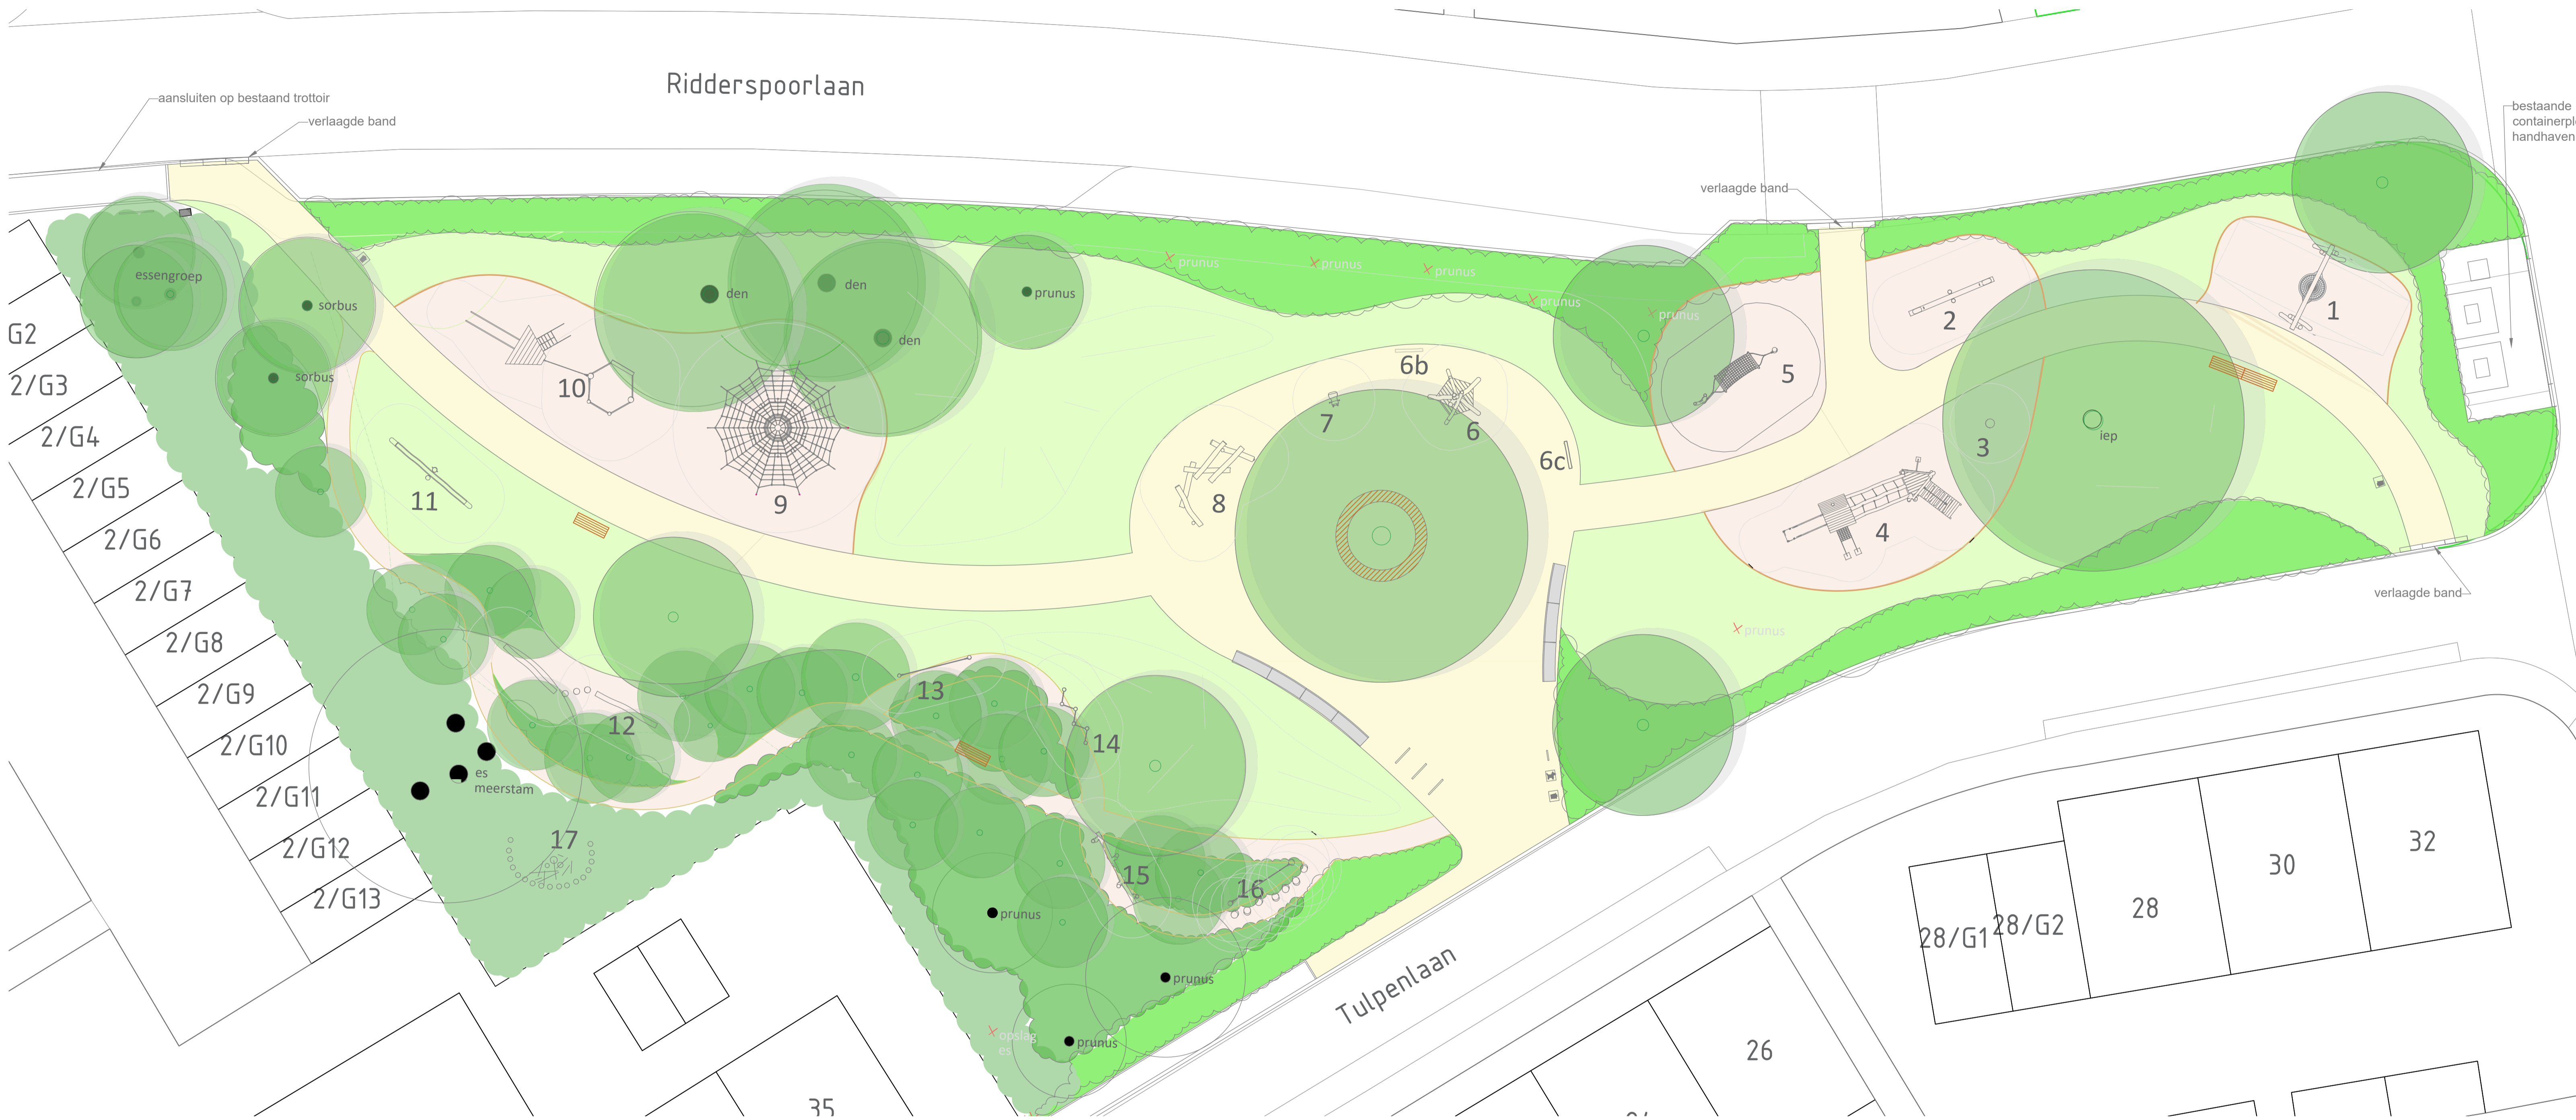 Ridderspoorlaan
aansluiten op bestaand trottoir
verlaagde band
bestaande
handhaven
verlaagde band
essengroep
sorbus
sorbus
den
den
den
prunus
prunus
prunus
prunus
prunus
prunus
1
2
3
iep
4
5
6b
6
6c
7
8
9
10
11
G2
2/G3
2/G4
2/G5
2/G6
2/G7
2/G8
2/G9
2/G10
2/G11
2/G12
2/G13
prunus
verlaagde band
12
13
14
15
16
17
es
meerstam
prunus
prunus
prunus
opslag
es
Tulpenlaan
28/G1
28/G2
28
30
32
26
35